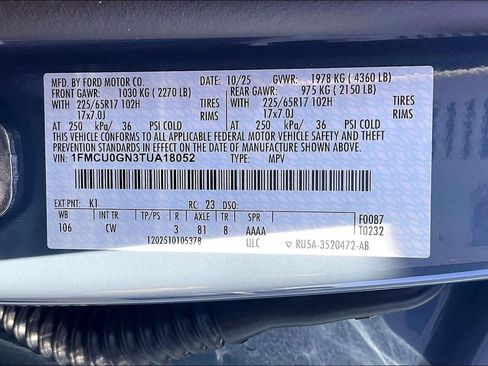 MFD. BY FORD MOTOR CO. 10/25 GVWR: 1978 KG ( 4360 LB)
FRONT GAWR: 1030 KG ( 2270 LB) REAR GAWR: 975 KG ( 2150 LB)
WITH 225/65R17 102H TIRES WITH 225/65R17 102H TIRES
17x7.0J RIMS 17x7.0J RIMS
AT 250 kPa/ 36 PSI COLD AT 250 kPa/ 36 PSI COLD
THIS VEHICLE CONFORMS TO ALL APPLICABLE FEDERAL MOTOR VEHICLE SAFETY AND THEFT
PREVENTION STANDARDS IN EFFECT ON THE DATE OF MANUFACTURE SHOWN ABOVE.
VIN: 1FMCU0GN3TUA18052 TYPE: MPV
EXT PNT: K1 RC: 23 DSO:
WB INT TR TP/PS R AXLE TR SPR F0087
106 CW 3 81 8 AAAA T0232
1202510105378 ULC RU5A-3520472-AB